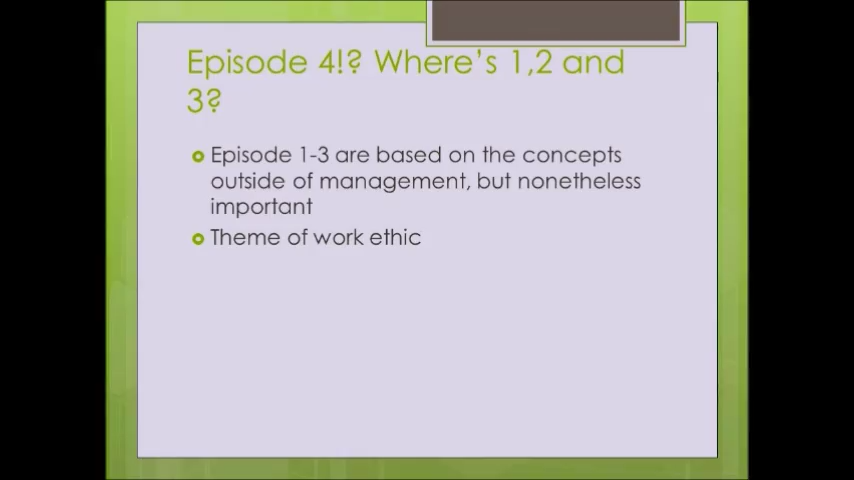 Episode 4!? Where's 1,2 and
3?
Episode 1-3 are based on the concepts
outside of management, but nonetheless
important
Theme of work ethic